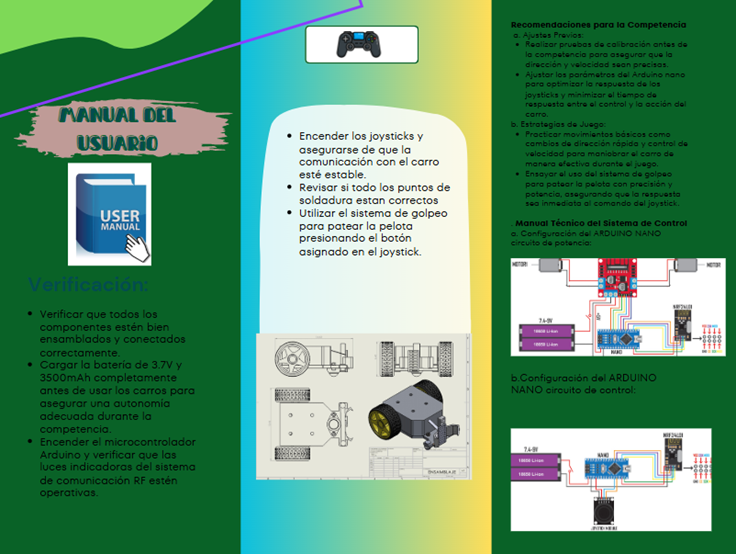 MANUAL DEL
USUARIO
USER
MANUAL
Verificación:
Verificar que todos los
componentes estén bien
ensamblados y conectados
correctamente.
Cargar la batería de 3.7V y
3500mAh completamente
antes de usar los carros para
asegurar una autonomía
adecuada durante la
competencia.
Encender el microcontrolador
Arduino y verificar que las
luces indicadoras del sistema
de comunicación RF estén
operativas.
Encender los joysticks y
asegurarse de que la
comunicación con el carro
esté estable.
Revisar si todo los puntos de
soldadura estan correctos
Utilizar el sistema de golpeo
para patear la pelota
presionando el botón
asignado en el joystick.
ENSAMBLAJE
Recomendaciones para la Competencia
a. Ajustes Previos:
Realizar pruebas de calibración antes de
la competencia para asegurar que la
dirección y velocidad sean precisas.
Ajustar los parámetros del Arduino nano
para optimizar la respuesta de los
joysticks y minimizar el tiempo de
respuesta entre el control y la acción del
carro.
b. Estrategias de Juego:
Practicar movimientos básicos como
cambios de dirección rápida y control de
velocidad para maniobrar el carro de
manera efectiva durante el juego.
Ensayar el uso del sistema de golpeo
para patear la pelota con precisión y
potencia, asegurando que la respuesta
sea inmediata al comando del joystick.
. Manual Técnico del Sistema de Control
a. Configuración del ARDUINO NANO
circuito de potencia:
MOTOR1
MOTOR1
7.4-8V
18650 Li-ion
18650 Li-ion
NANO
NRF24L01
b.Configuración del ARDUINO
NANO circuito de control:
7.4-8V
18650 Li-ion
18650 Li-ion
NANO
NRF24L01